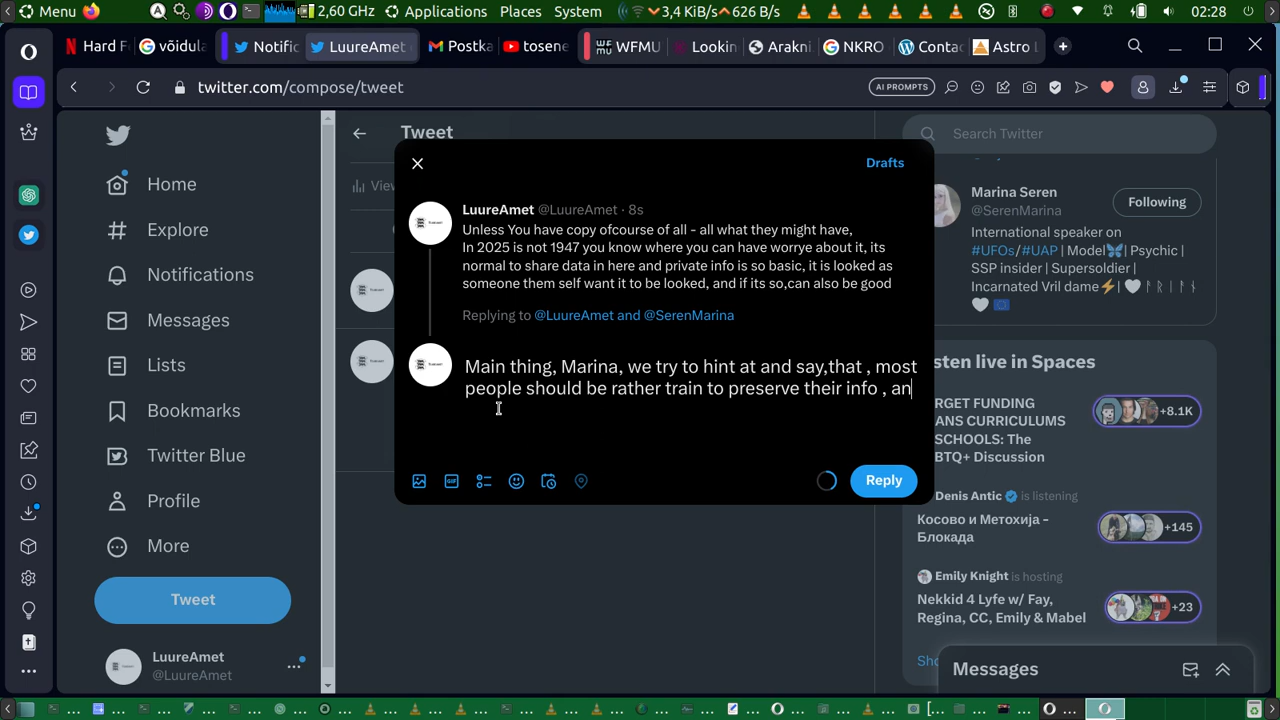 Menu
2,60 GHz
Applications
Places
System
3,4 KiB/s
626 B/s
02:28
Hard F
võidula
Notific
LuureAmet
Postka
tosene
WFMU
Lookin
Arakni
NKRO
Contac
Astro L
twitter.com/compose/tweet
AI PROMPTS
Home
Explore
Notifications
Messages
Lists
Bookmarks
Twitter Blue
Profile
More
Tweet
LuureAmet
@LuureAmet
Tweet
Drafts
LuureAmet @LuureAmet · 8s
Unless You have copy ofcourse of all - all what they might have,
In 2025 is not 1947 you know where you can have worrye about it, its
normal to share data in here and private info is so basic, it is looked as
someone them self want it to be looked, and if its so,can also be good
Replying to @LuureAmet and @SerenMarina
Main thing, Marina, we try to hint at and say,that , most
people should be rather train to preserve their info , an
GIF
Reply
Search Twitter
Marina Seren
@SerenMarina
Following
International speaker on
#UFOs/#UAP | Model🦋| Psychic |
SSP insider | Supersoldier |
Incarnated Vril dame⚡|
sten live in Spaces
RGET FUNDING
ANS CURRICULUMS
SCHOOLS: The
BTQ+ Discussion
+8.1K
Denis Antic is listening
Косово и Метохија -
Блокада
+145
Emily Knight is hosting
Nekkid 4 Lyfe w/ Fay,
Regina, CC, Emily & Mabel
+23
Sho
Messages